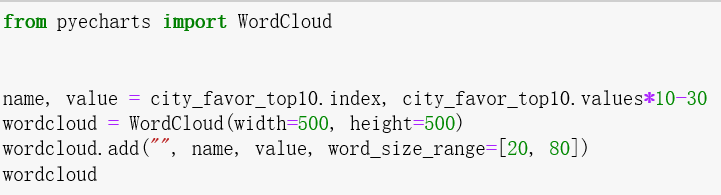 from pyecharts import WordCloud
name, value = city_favor_top10.index, city_favor_top10.values*10-30
wordcloud = WordCloud(width=500, height=500)
wordcloud.add("", name, value, word_size_range=[20, 80])
wordcloud